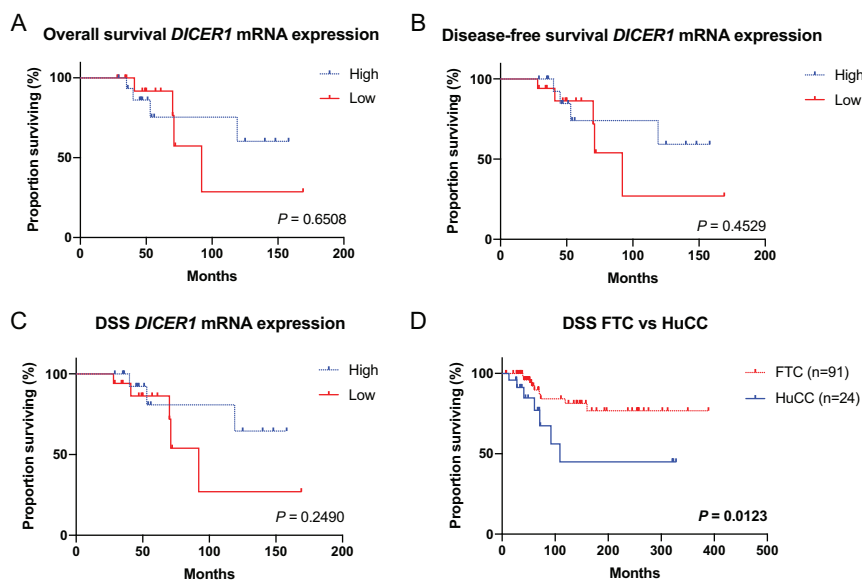 A
Overall survival DICER1 mRNA expression
Proportion surviving (%)
100
50
0
0
50
100
150
200
Months
High
Low
P = 0.6508
B
Disease-free survival DICER1 mRNA expression
Proportion surviving (%)
100
50
0
0
50
100
150
200
Months
High
Low
P = 0.4529
C
DSS DICER1 mRNA expression
Proportion surviving (%)
100
50
0
0
50
100
150
200
Months
High
Low
P = 0.2490
D
DSS FTC vs HuCC
Proportion surviving (%)
100
50
0
0
100
200
300
400
500
Months
FTC (n=91)
HuCC (n=24)
P = 0.0123